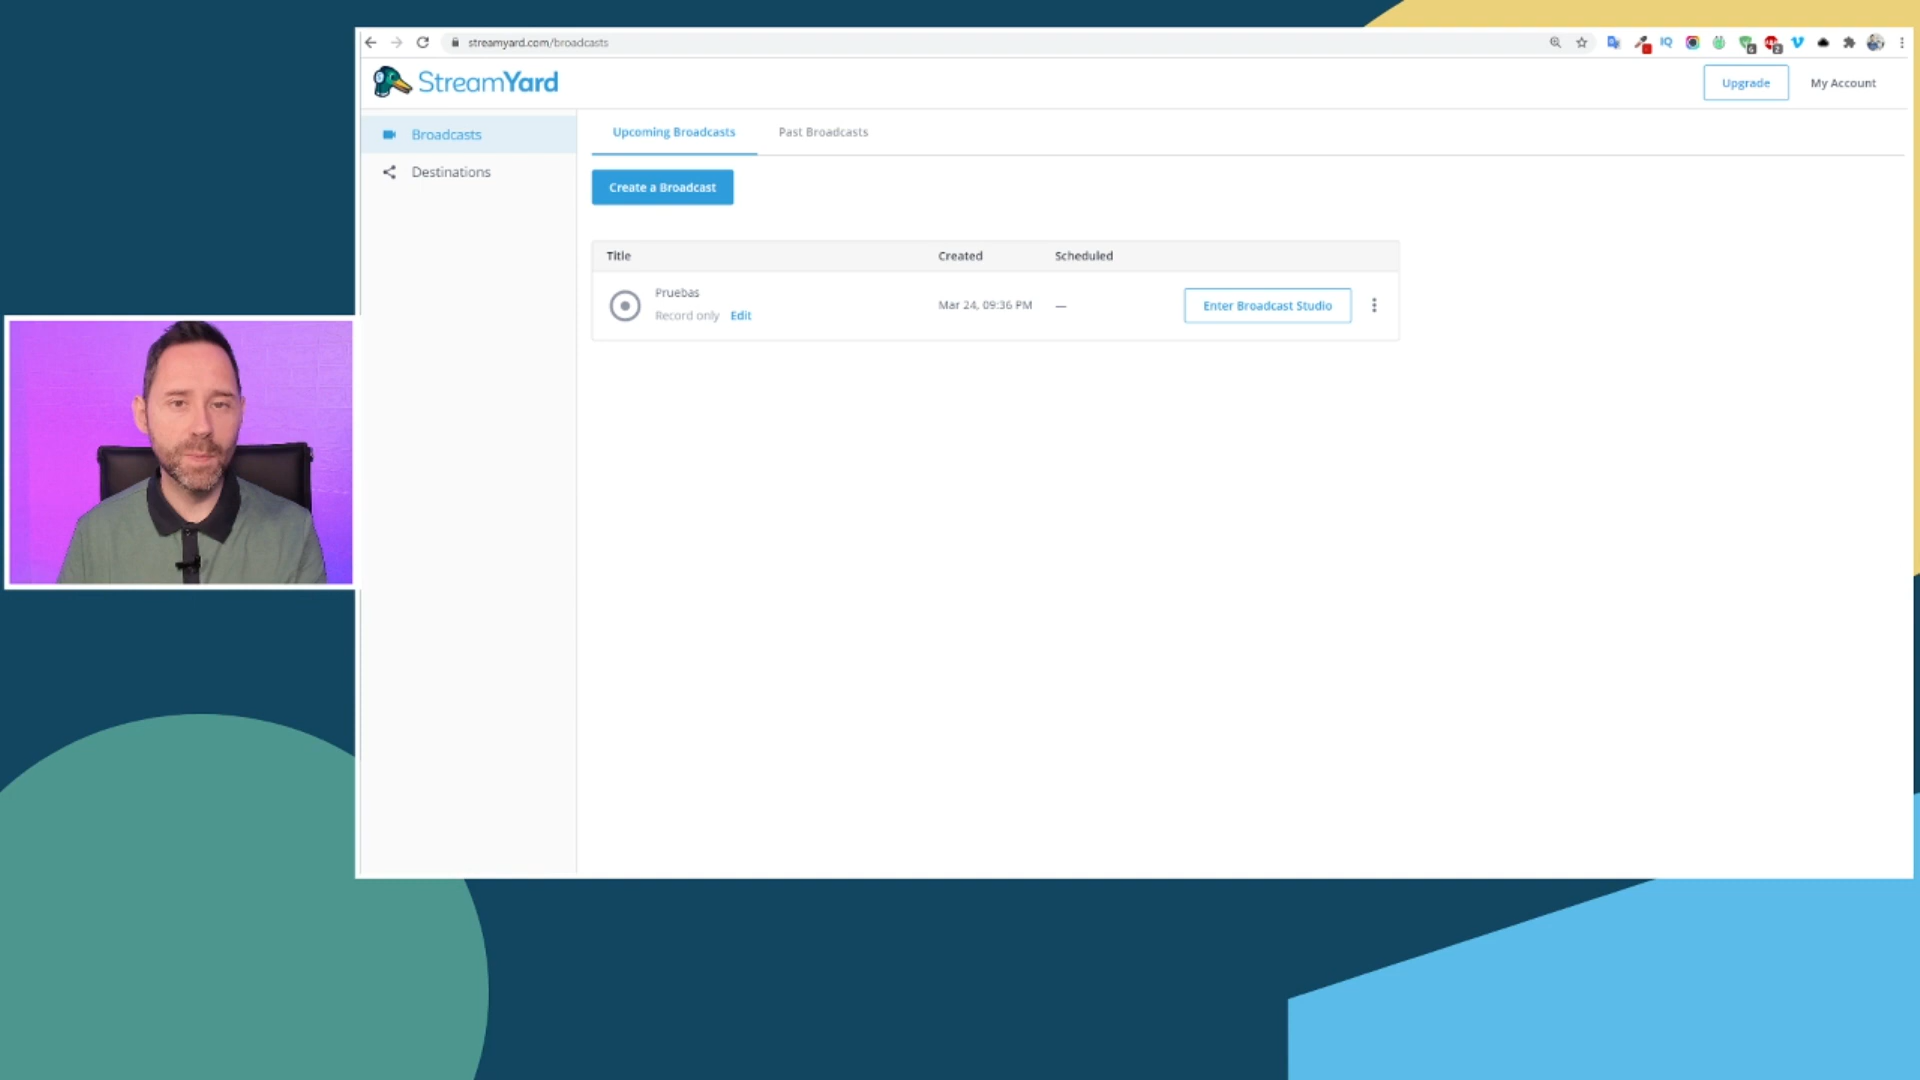 streamyard.com/broadcasts
StreamYard
Upgrade
My Account
Broadcasts
Destinations
Upcoming Broadcasts
Past Broadcasts
Create a Broadcast
Title
Created
Scheduled
Pruebas
Record only Edit
Mar 24, 09:36 PM
—
Enter Broadcast Studio